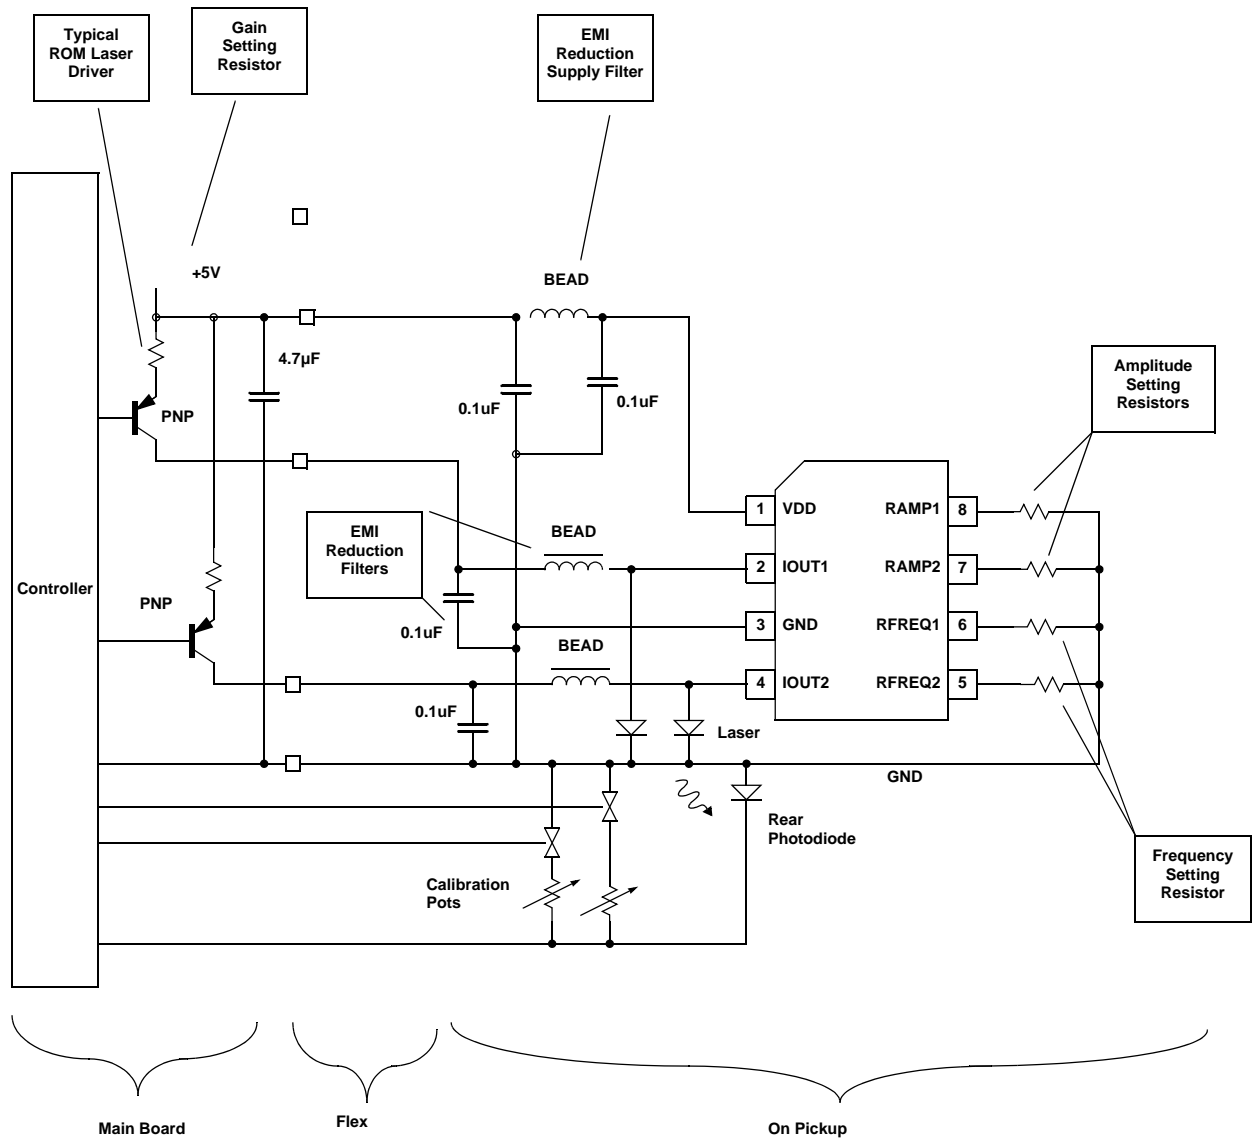 Typical
ROM Laser
Driver
Gain
Setting
Resistor
EMI
Reduction
Supply Filter
+5V
BEAD
4.7µF
0.1uF
0.1uF
PNP
Amplitude
Setting
Resistors
1 VDD RAMP1 8
EMI
Reduction
Filters
BEAD
2 IOUT1 RAMP2 7
Controller
PNP
0.1uF
3 GND RFREQ1 6
BEAD
4 IOUT2 RFREQ2 5
0.1uF
Laser
GND
Rear
Photodiode
Calibration
Pots
Frequency
Setting
Resistor
Main Board
Flex
On Pickup